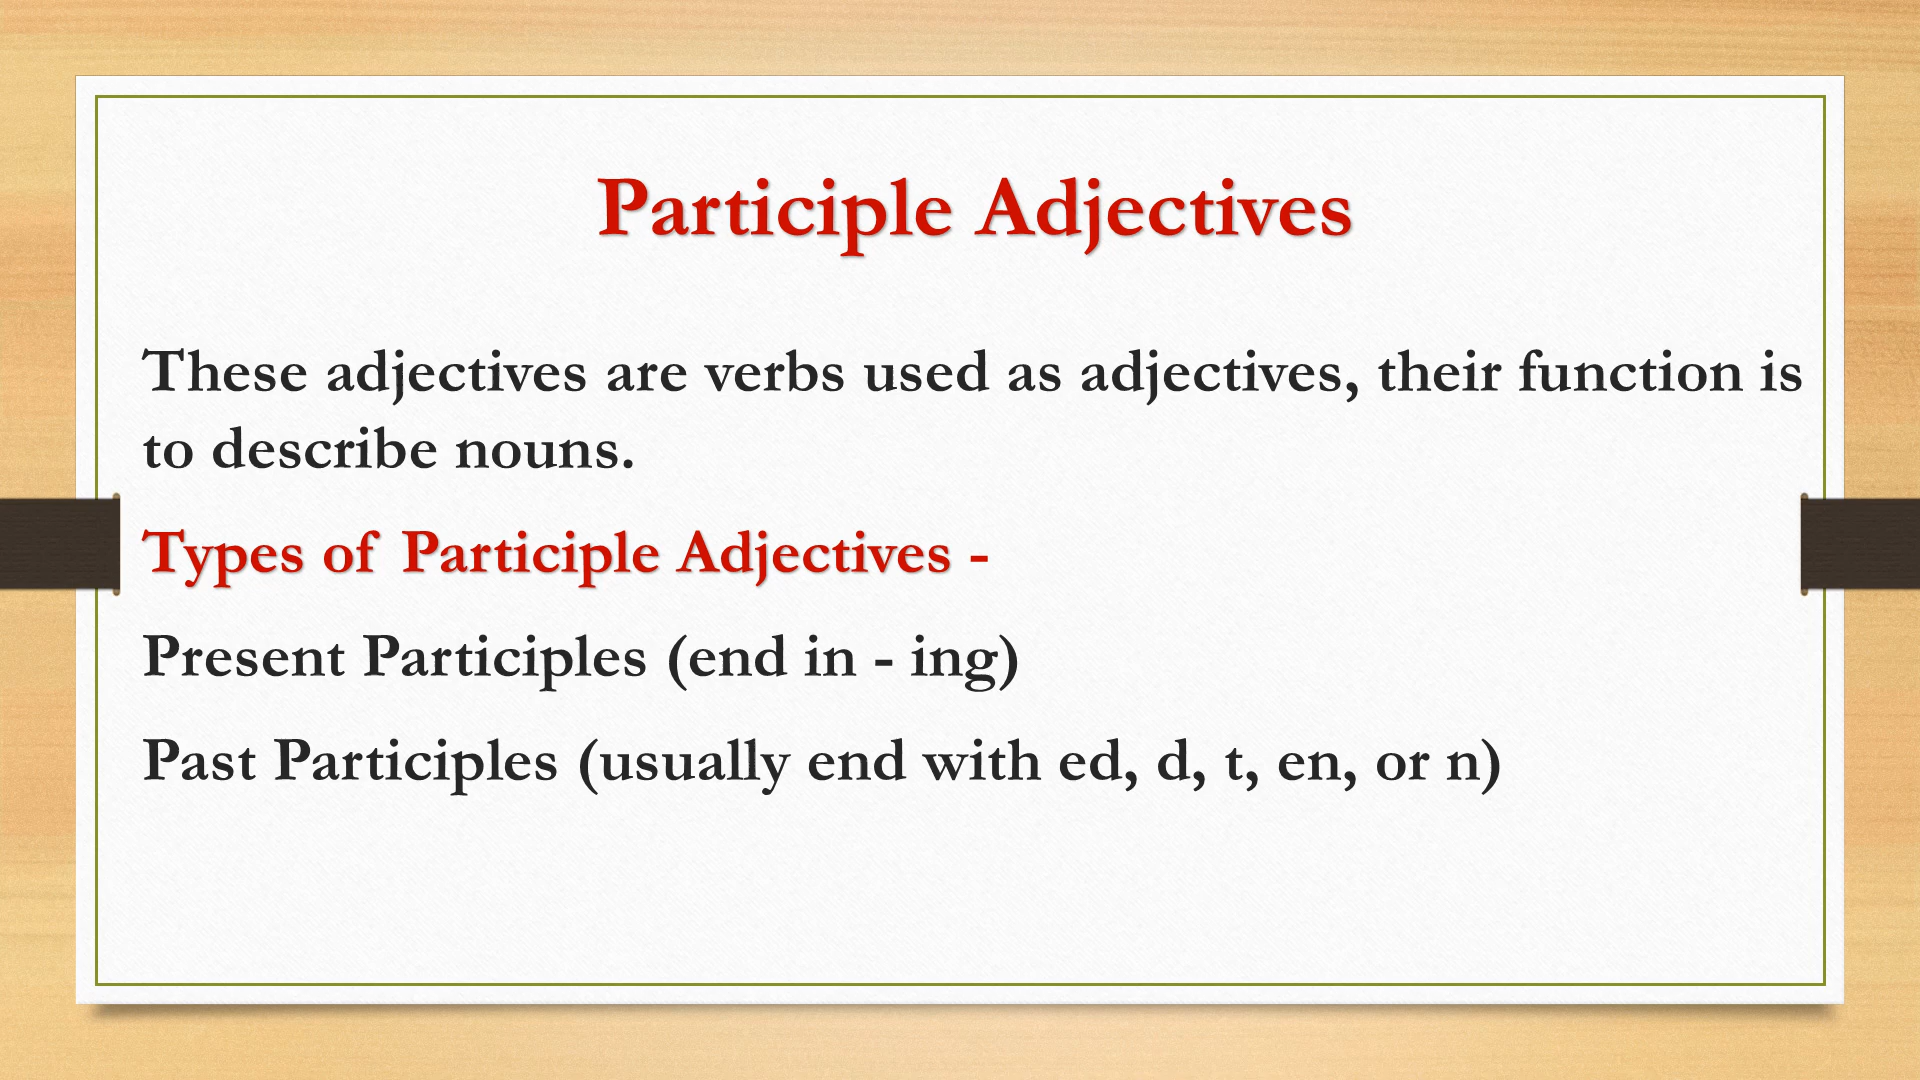 Participle Adjectives
These adjectives are verbs used as adjectives, their function is
to describe nouns.
Types of Participle Adjectives -
Present Participles (end in - ing)
Past Participles (usually end with ed, d, t, en, or n)